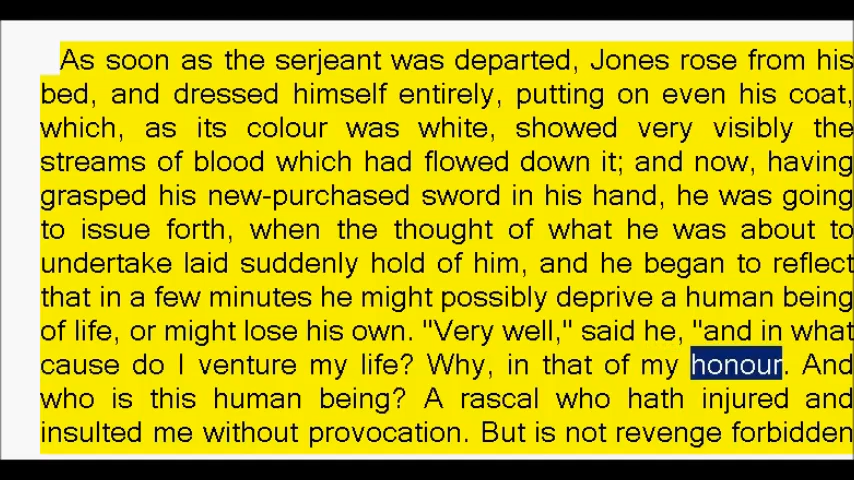 As soon as the serjeant was departed, Jones rose from his
bed, and dressed himself entirely, putting on even his coat,
which, as its colour was white, showed very visibly the
streams of blood which had flowed down it; and now, having
grasped his new-purchased sword in his hand, he was going
to issue forth, when the thought of what he was about to
undertake laid suddenly hold of him, and he began to reflect
that in a few minutes he might possibly deprive a human being
of life, or might lose his own. "Very well," said he, "and in what
cause do I venture my life? Why, in that of my honour. And
who is this human being? A rascal who hath injured and
insulted me without provocation. But is not revenge forbidden